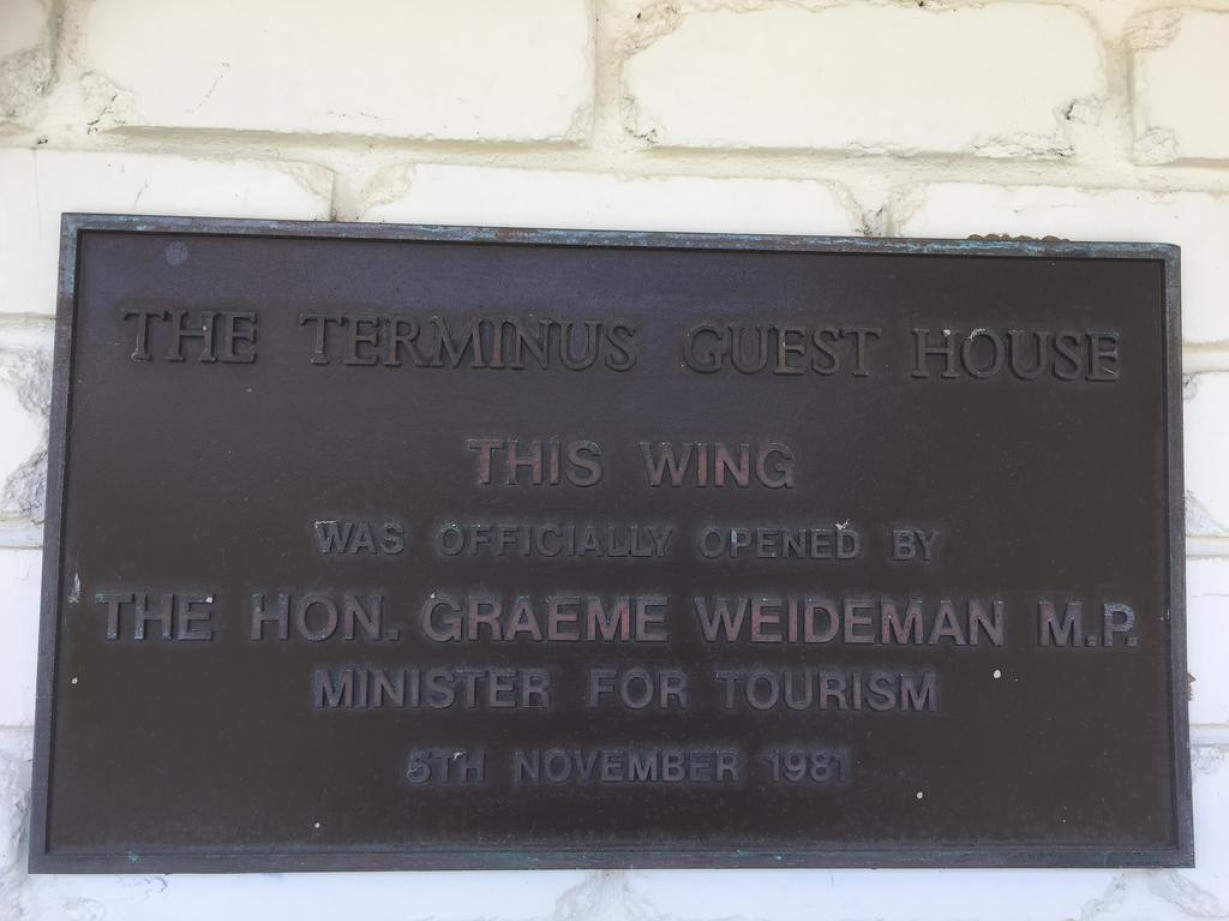 THE TERMINUS GUEST HOUSE
THIS WING
WAS OFFICIALLY OPENED BY
THE HON. GRAEME WEIDEMAN M.P.
MINISTER FOR TOURISM
5TH NOVEMBER 1981